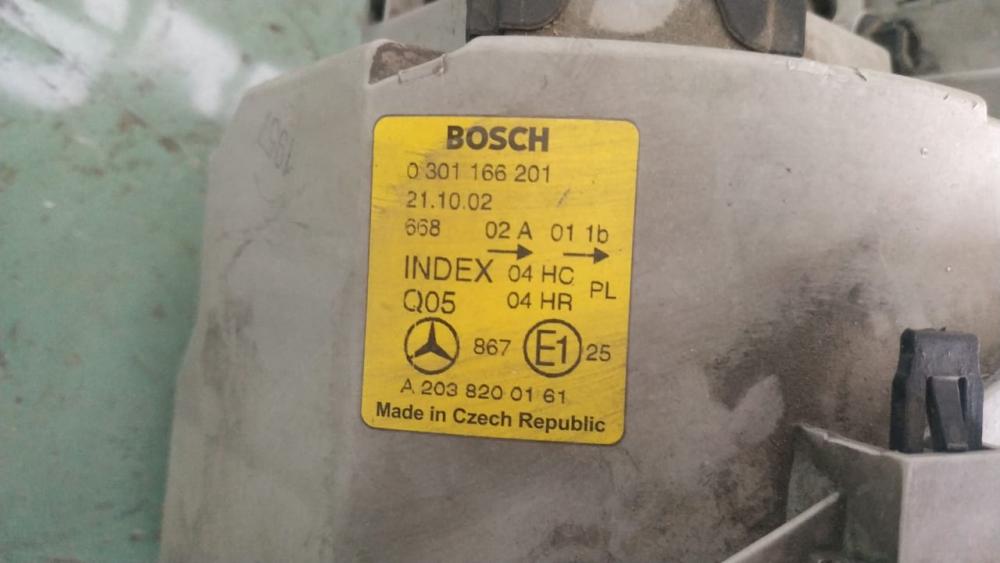 BOSCH
0 301 166 201
21.10.02
668 02 A 01 1b
INDEX 04 HC PL
Q05 04 HR
867 E1 25
A 203 820 01 61
Made in Czech Republic